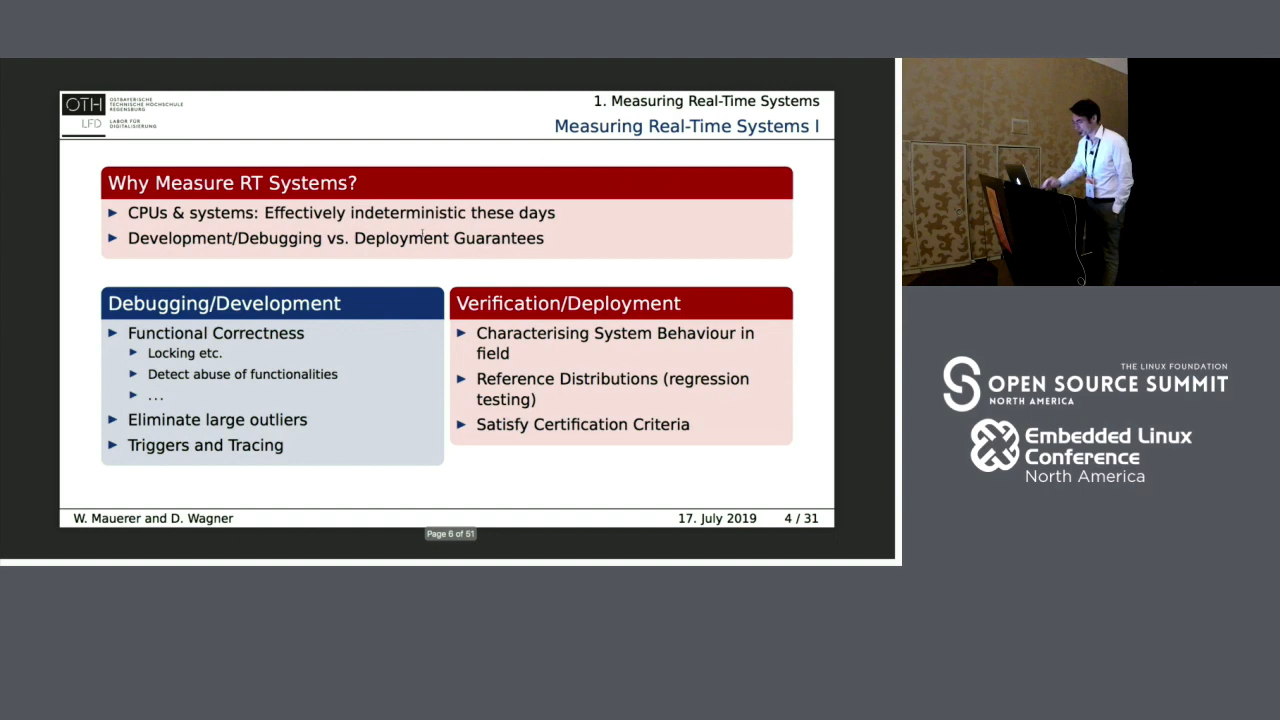 OTH
OSTBAYERISCHE
TECHNISCHE HOCHSCHULE
REGENSBURG
LFD
LABOR FÜR
DIGITALISIERUNG
1. Measuring Real-Time Systems
Measuring Real-Time Systems I
Why Measure RT Systems?
CPUs & systems: Effectively indeterministic these days
Development/Debugging vs. Deployment Guarantees
Debugging/Development
Functional Correctness
Locking etc.
Detect abuse of functionalities
...
Eliminate large outliers
Triggers and Tracing
Verification/Deployment
Characterising System Behaviour in
field
Reference Distributions (regression
testing)
Satisfy Certification Criteria
W. Mauerer and D. Wagner
17. July 2019 4 / 31
Page 6 of 51
THE LINUX FOUNDATION
OPEN SOURCE SUMMIT
NORTH AMERICA
Embedded Linux
Conference
North America